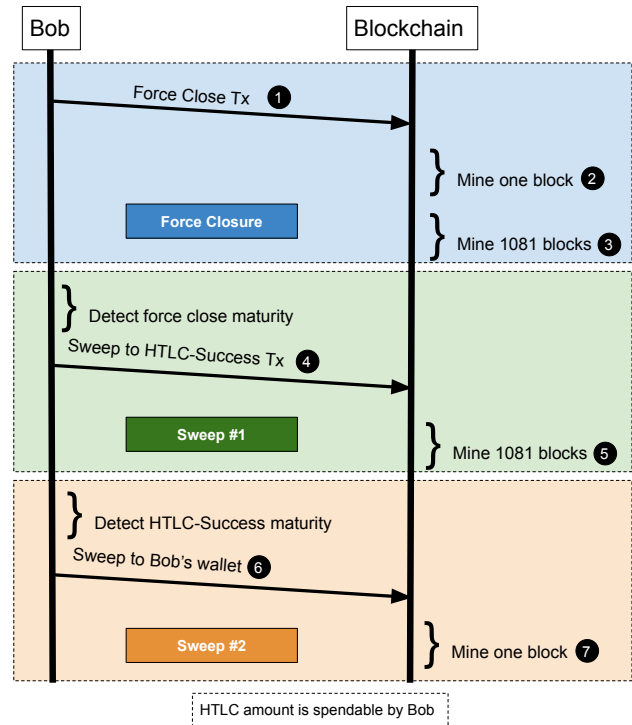 Bob
Blockchain
Force Close Tx 1
Mine one block 2
Force Closure
Mine 1081 blocks 3
Detect force close maturity
Sweep to HTLC-Success Tx 4
Sweep #1
Mine 1081 blocks 5
Detect HTLC-Success maturity
Sweep to Bob's wallet 6
Sweep #2
Mine one block 7
HTLC amount is spendable by Bob